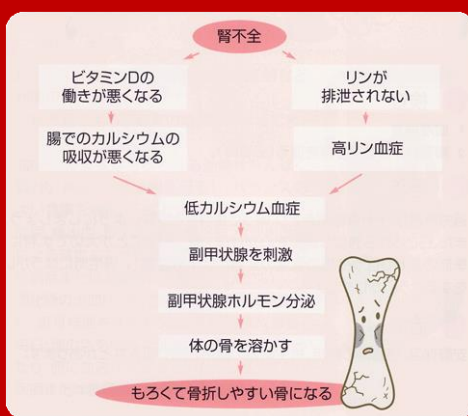 腎不全
ビタミンDの
働きが悪くなる
リンが
排泄されない
腸でのカルシウムの
吸収が悪くなる
高リン血症
低カルシウム血症
副甲状腺を刺激
副甲状腺ホルモン分泌
体の骨を溶かす
もろくて骨折しやすい骨になる